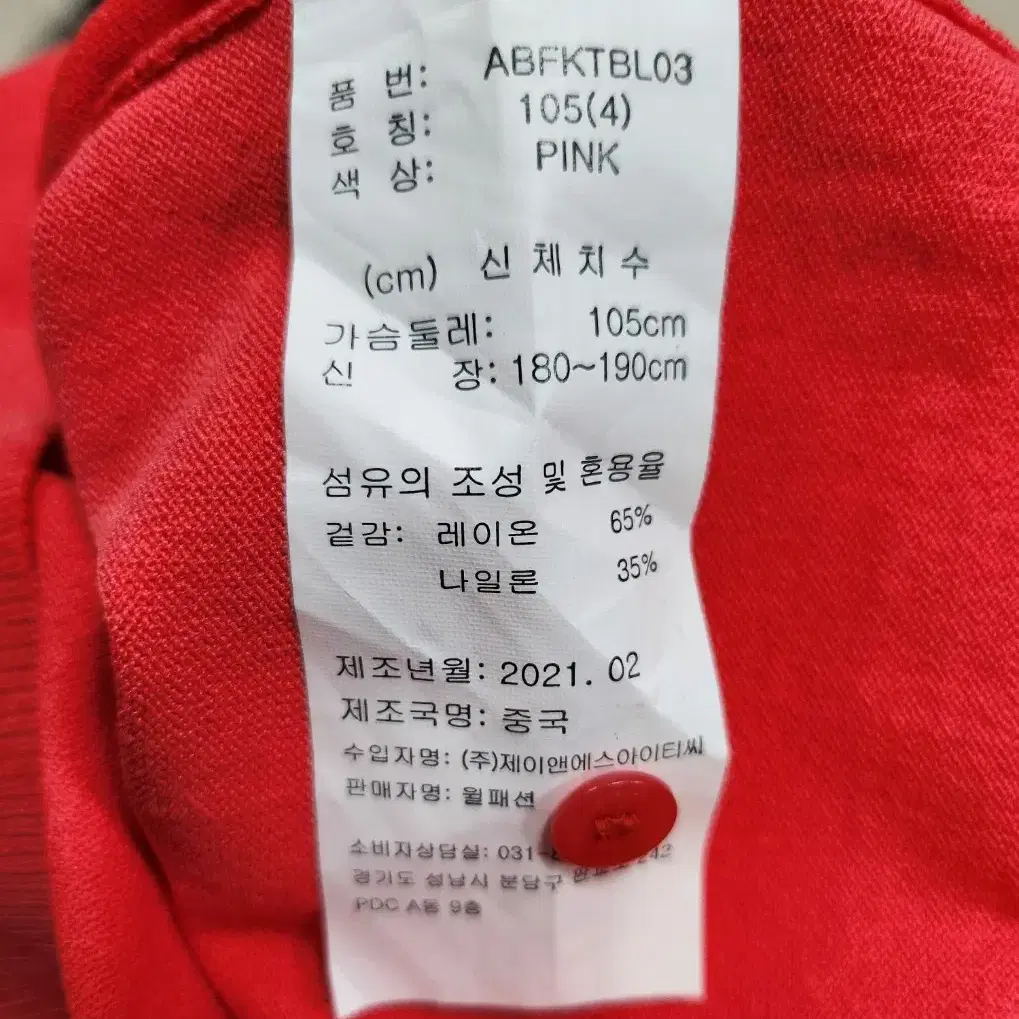 품 번: ABFKTBL03
호 칭: 105(4)
색 상: PINK
(cm) 신체치수
가슴둘레: 105cm
신 장: 180~190cm
섬유의 조성 및 혼용율
겉감: 레이온 65%
나일론 35%
제조년월: 2021. 02
제조국명: 중국
수입자명: (주)제이앤에스아이티씨
판매자명: 월패션
소비자상담실: 031-
경기도 성남시 분당구 242
PDC A동 9층